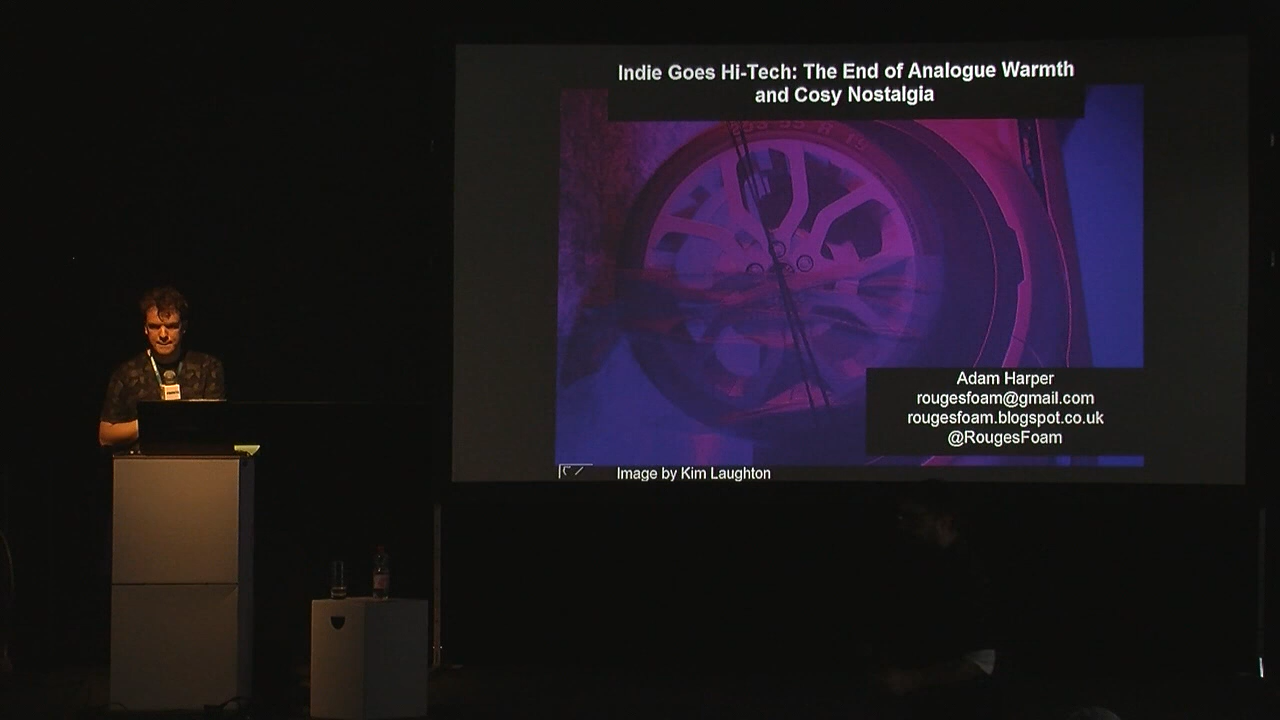 Indie Goes Hi-Tech: The End of Analogue Warmth
and Cosy Nostalgia
Adam Harper
rougesfoam@gmail.com
rougesfoam.blogspot.co.uk
@RougesFoam
Image by Kim Laughton